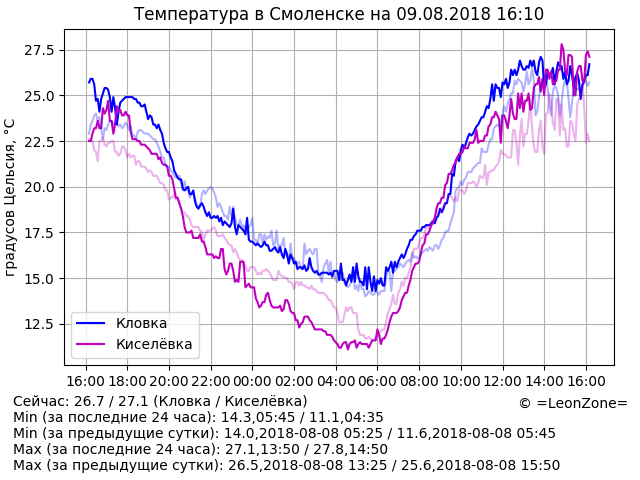 Температура в Смоленске на 09.08.2018 16:10
градусов Цельсия, °C
27.5
25.0
22.5
20.0
17.5
15.0
12.5
Кловка
Киселёвка
16:00 18:00 20:00 22:00 00:00 02:00 04:00 06:00 08:00 10:00 12:00 14:00 16:00
Сейчас: 26.7 / 27.1 (Кловка / Киселёвка)
© =LeonZone=
Min (за последние 24 часа): 14.3,05:45 / 11.1,04:35
Min (за предыдущие сутки): 14.0,2018-08-08 05:25 / 11.6,2018-08-08 05:45
Max (за последние 24 часа): 27.1,13:50 / 27.8,14:50
Max (за предыдущие сутки): 26.5,2018-08-08 13:25 / 25.6,2018-08-08 15:50